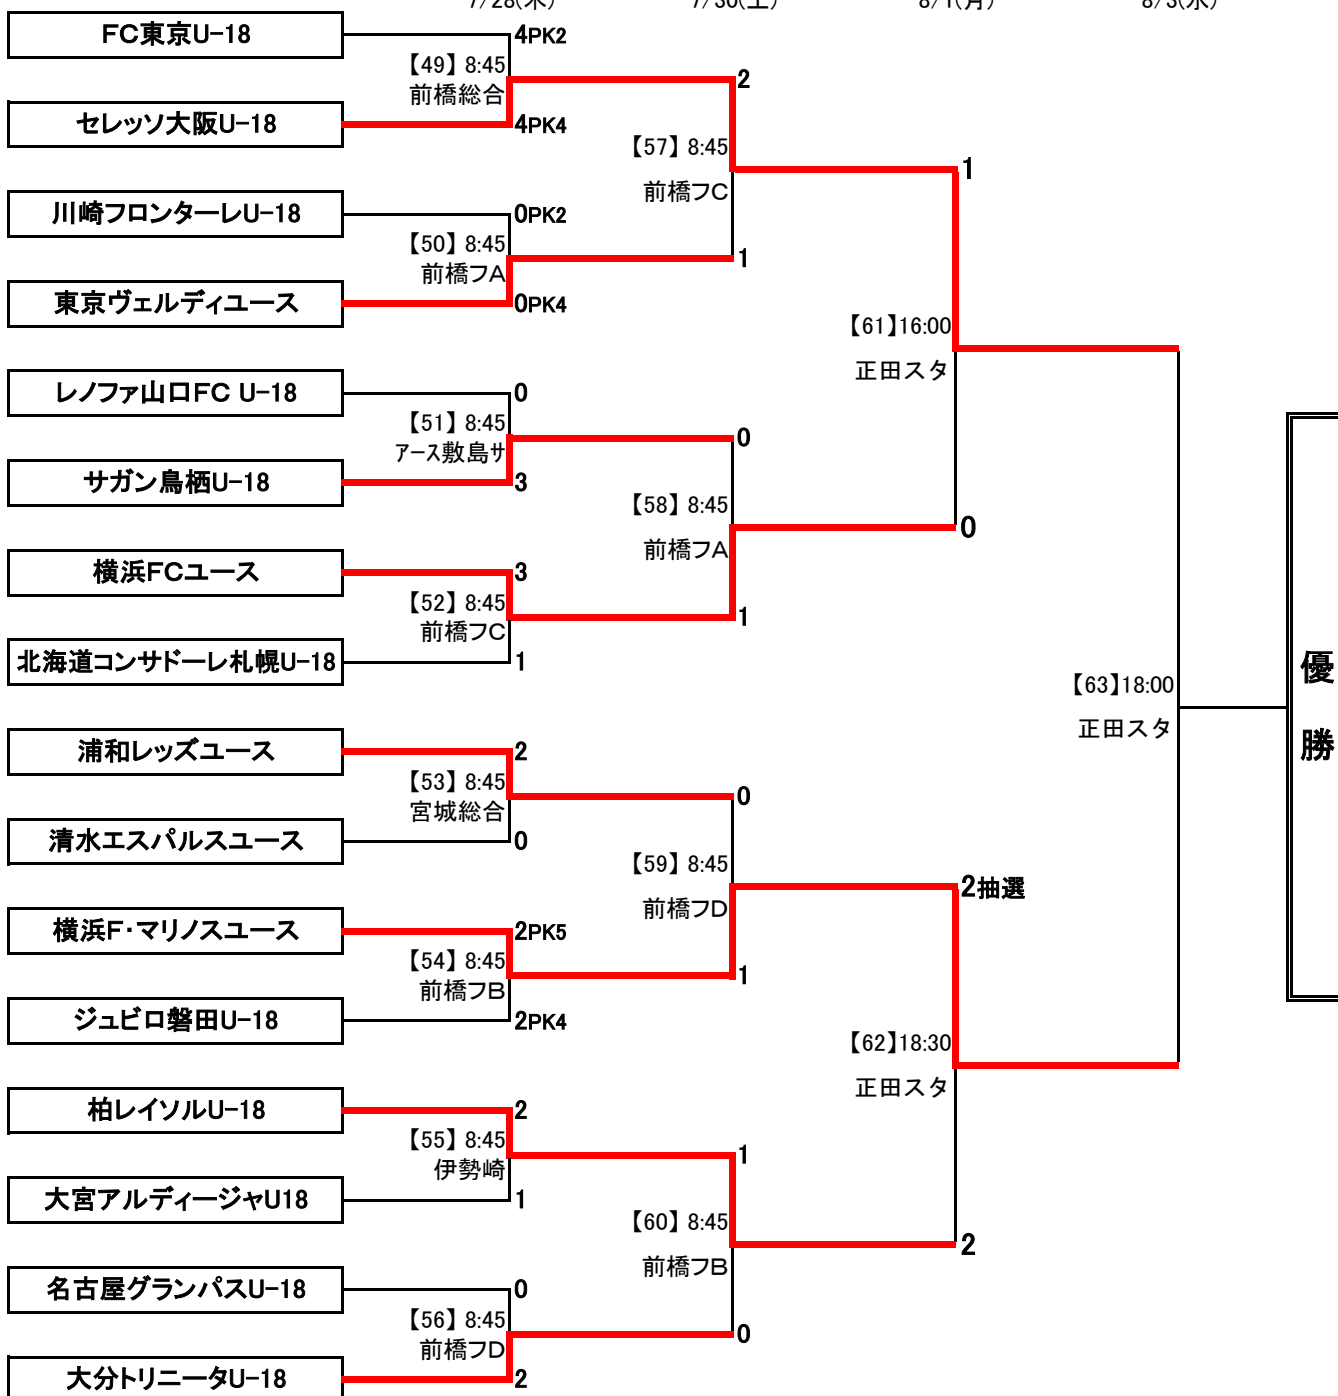 7/28(木) 7/30(土) 8/1(月) 8/3(水)
FC東京U-18
4PK2
【49】 8:45
前橋総合
2
セレッソ大阪U-18
4PK4
【57】 8:45
前橋フC
1
川崎フロンターレU-18
0PK2
【50】 8:45
前橋フA
1
東京ヴェルディユース
0PK4
【61】16:00
正田スタ
レノファ山口FC U-18
0
【51】 8:45
アース敷島サ
0
サガン鳥栖U-18
3
【58】 8:45
前橋フA
0
横浜FCユース
3
【52】 8:45
前橋フC
1
北海道コンサドーレ札幌U-18
1
【63】18:00
正田スタ
優
勝
浦和レッズユース
2
【53】 8:45
宮城総合
0
清水エスパルスユース
0
【59】 8:45
前橋フD
2抽選
横浜F・マリノスユース
2PK5
【54】 8:45
前橋フB
1
ジュビロ磐田U-18
2PK4
【62】18:30
正田スタ
柏レイソルU-18
2
【55】 8:45
伊勢崎
1
大宮アルディージャU18
1
【60】 8:45
前橋フB
2
名古屋グランパスU-18
0
【56】 8:45
前橋フD
0
大分トリニータU-18
2